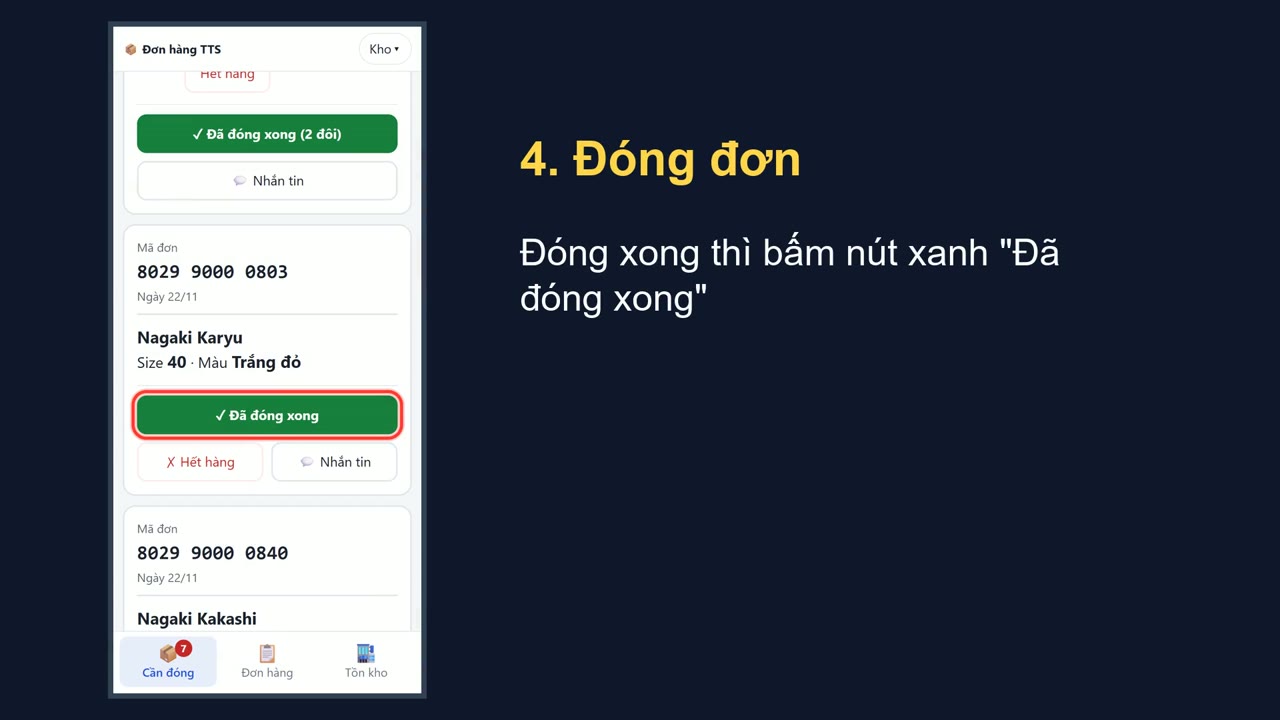 Đơn hàng TTS
Kho ▾
Hết hàng
✓ Đã đóng xong (2 đôi)
Nhắn tin
Mã đơn
8029 9000 0803
Ngày 22/11
Nagaki Karyu
Size 40 · Màu Trắng đỏ
✓ Đã đóng xong
✗ Hết hàng
Nhắn tin
Mã đơn
8029 9000 0840
Ngày 22/11
Nagaki Kakashi
7
Cần đóng
Đơn hàng
Tồn kho
4. Đóng đơn
Đóng xong thì bấm nút xanh "Đã
đóng xong"